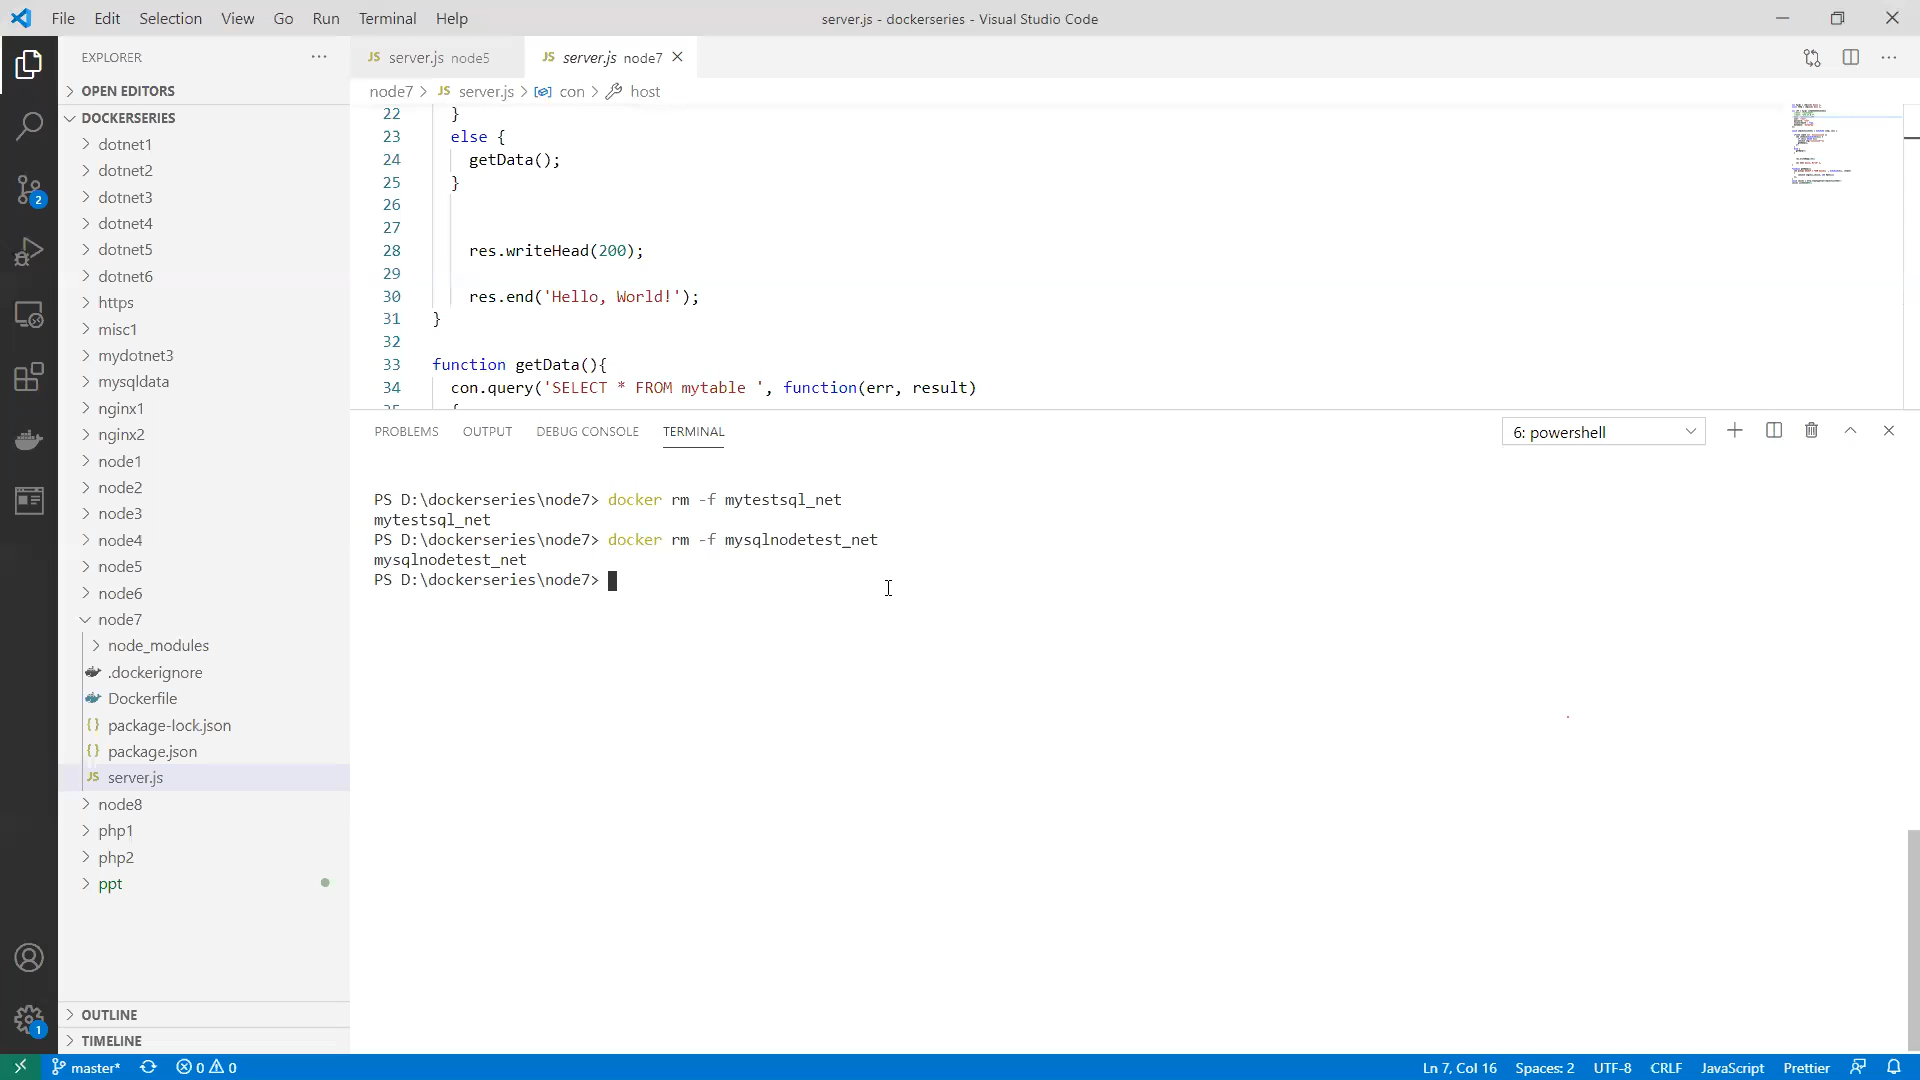 File Edit Selection View Go Run Terminal Help
server.js - dockerseries - Visual Studio Code
EXPLORER
OPEN EDITORS
DOCKERSERIES
dotnet1
dotnet2
dotnet3
dotnet4
dotnet5
dotnet6
https
misc1
mydotnet3
mysqldata
nginx1
nginx2
node1
node2
node3
node4
node5
node6
node7
node_modules
.dockerignore
Dockerfile
package-lock.json
package.json
JS server.js
node8
php1
php2
ppt
OUTLINE
TIMELINE
2
1
JS server.js node5
JS server.js node7
node7 > JS server.js > con > host
22 }
23 else {
24 getData();
25 }
26
27
28 res.writeHead(200);
29
30 res.end('Hello, World!');
31 }
32
33 function getData(){
34 con.query('SELECT * FROM mytable ', function(err, result)
PROBLEMS OUTPUT DEBUG CONSOLE TERMINAL
6: powershell
PS D:\dockerseries\node7> docker rm -f mytestsql_net
mytestsql_net
PS D:\dockerseries\node7> docker rm -f mysqlnodetest_net
mysqlnodetest_net
PS D:\dockerseries\node7>
master* 0 0
Ln 7, Col 16 Spaces: 2 UTF-8 CRLF JavaScript Prettier